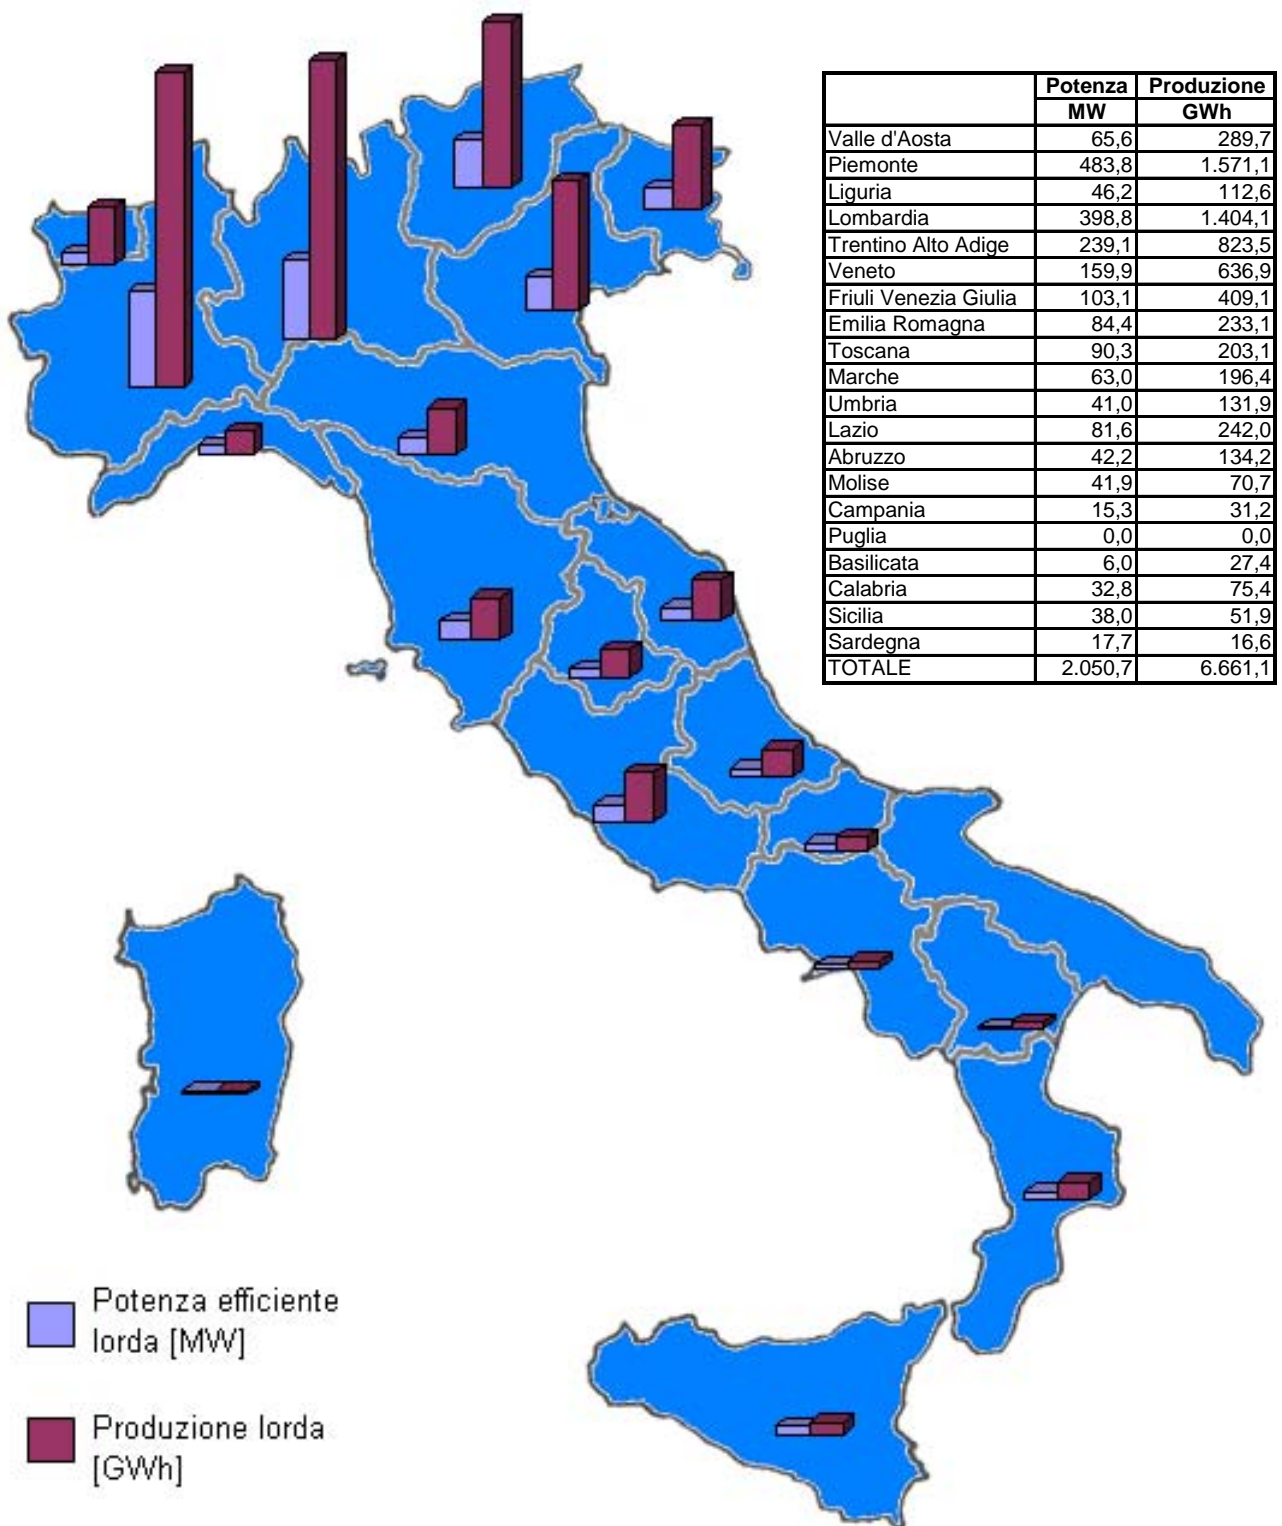 Potenza Produzione
MW GWh
Valle d'Aosta 65,6 289,7
Piemonte 483,8 1.571,1
Liguria 46,2 112,6
Lombardia 398,8 1.404,1
Trentino Alto Adige 239,1 823,5
Veneto 159,9 636,9
Friuli Venezia Giulia 103,1 409,1
Emilia Romagna 84,4 233,1
Toscana 90,3 203,1
Marche 63,0 196,4
Umbria 41,0 131,9
Lazio 81,6 242,0
Abruzzo 42,2 134,2
Molise 41,9 70,7
Campania 15,3 31,2
Puglia 0,0 0,0
Basilicata 6,0 27,4
Calabria 32,8 75,4
Sicilia 38,0 51,9
Sardegna 17,7 16,6
TOTALE 2.050,7 6.661,1
Potenza efficiente
lorda [MW]
Produzione lorda
[GWh]